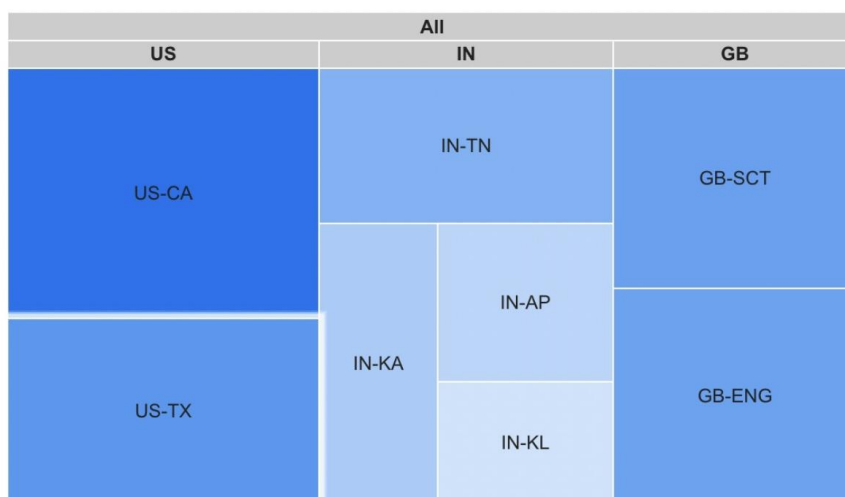 All
US IN GB
IN-TN
US-CA
GB-SCT
IN-AP
IN-KA
US-TX
GB-ENG
IN-KL